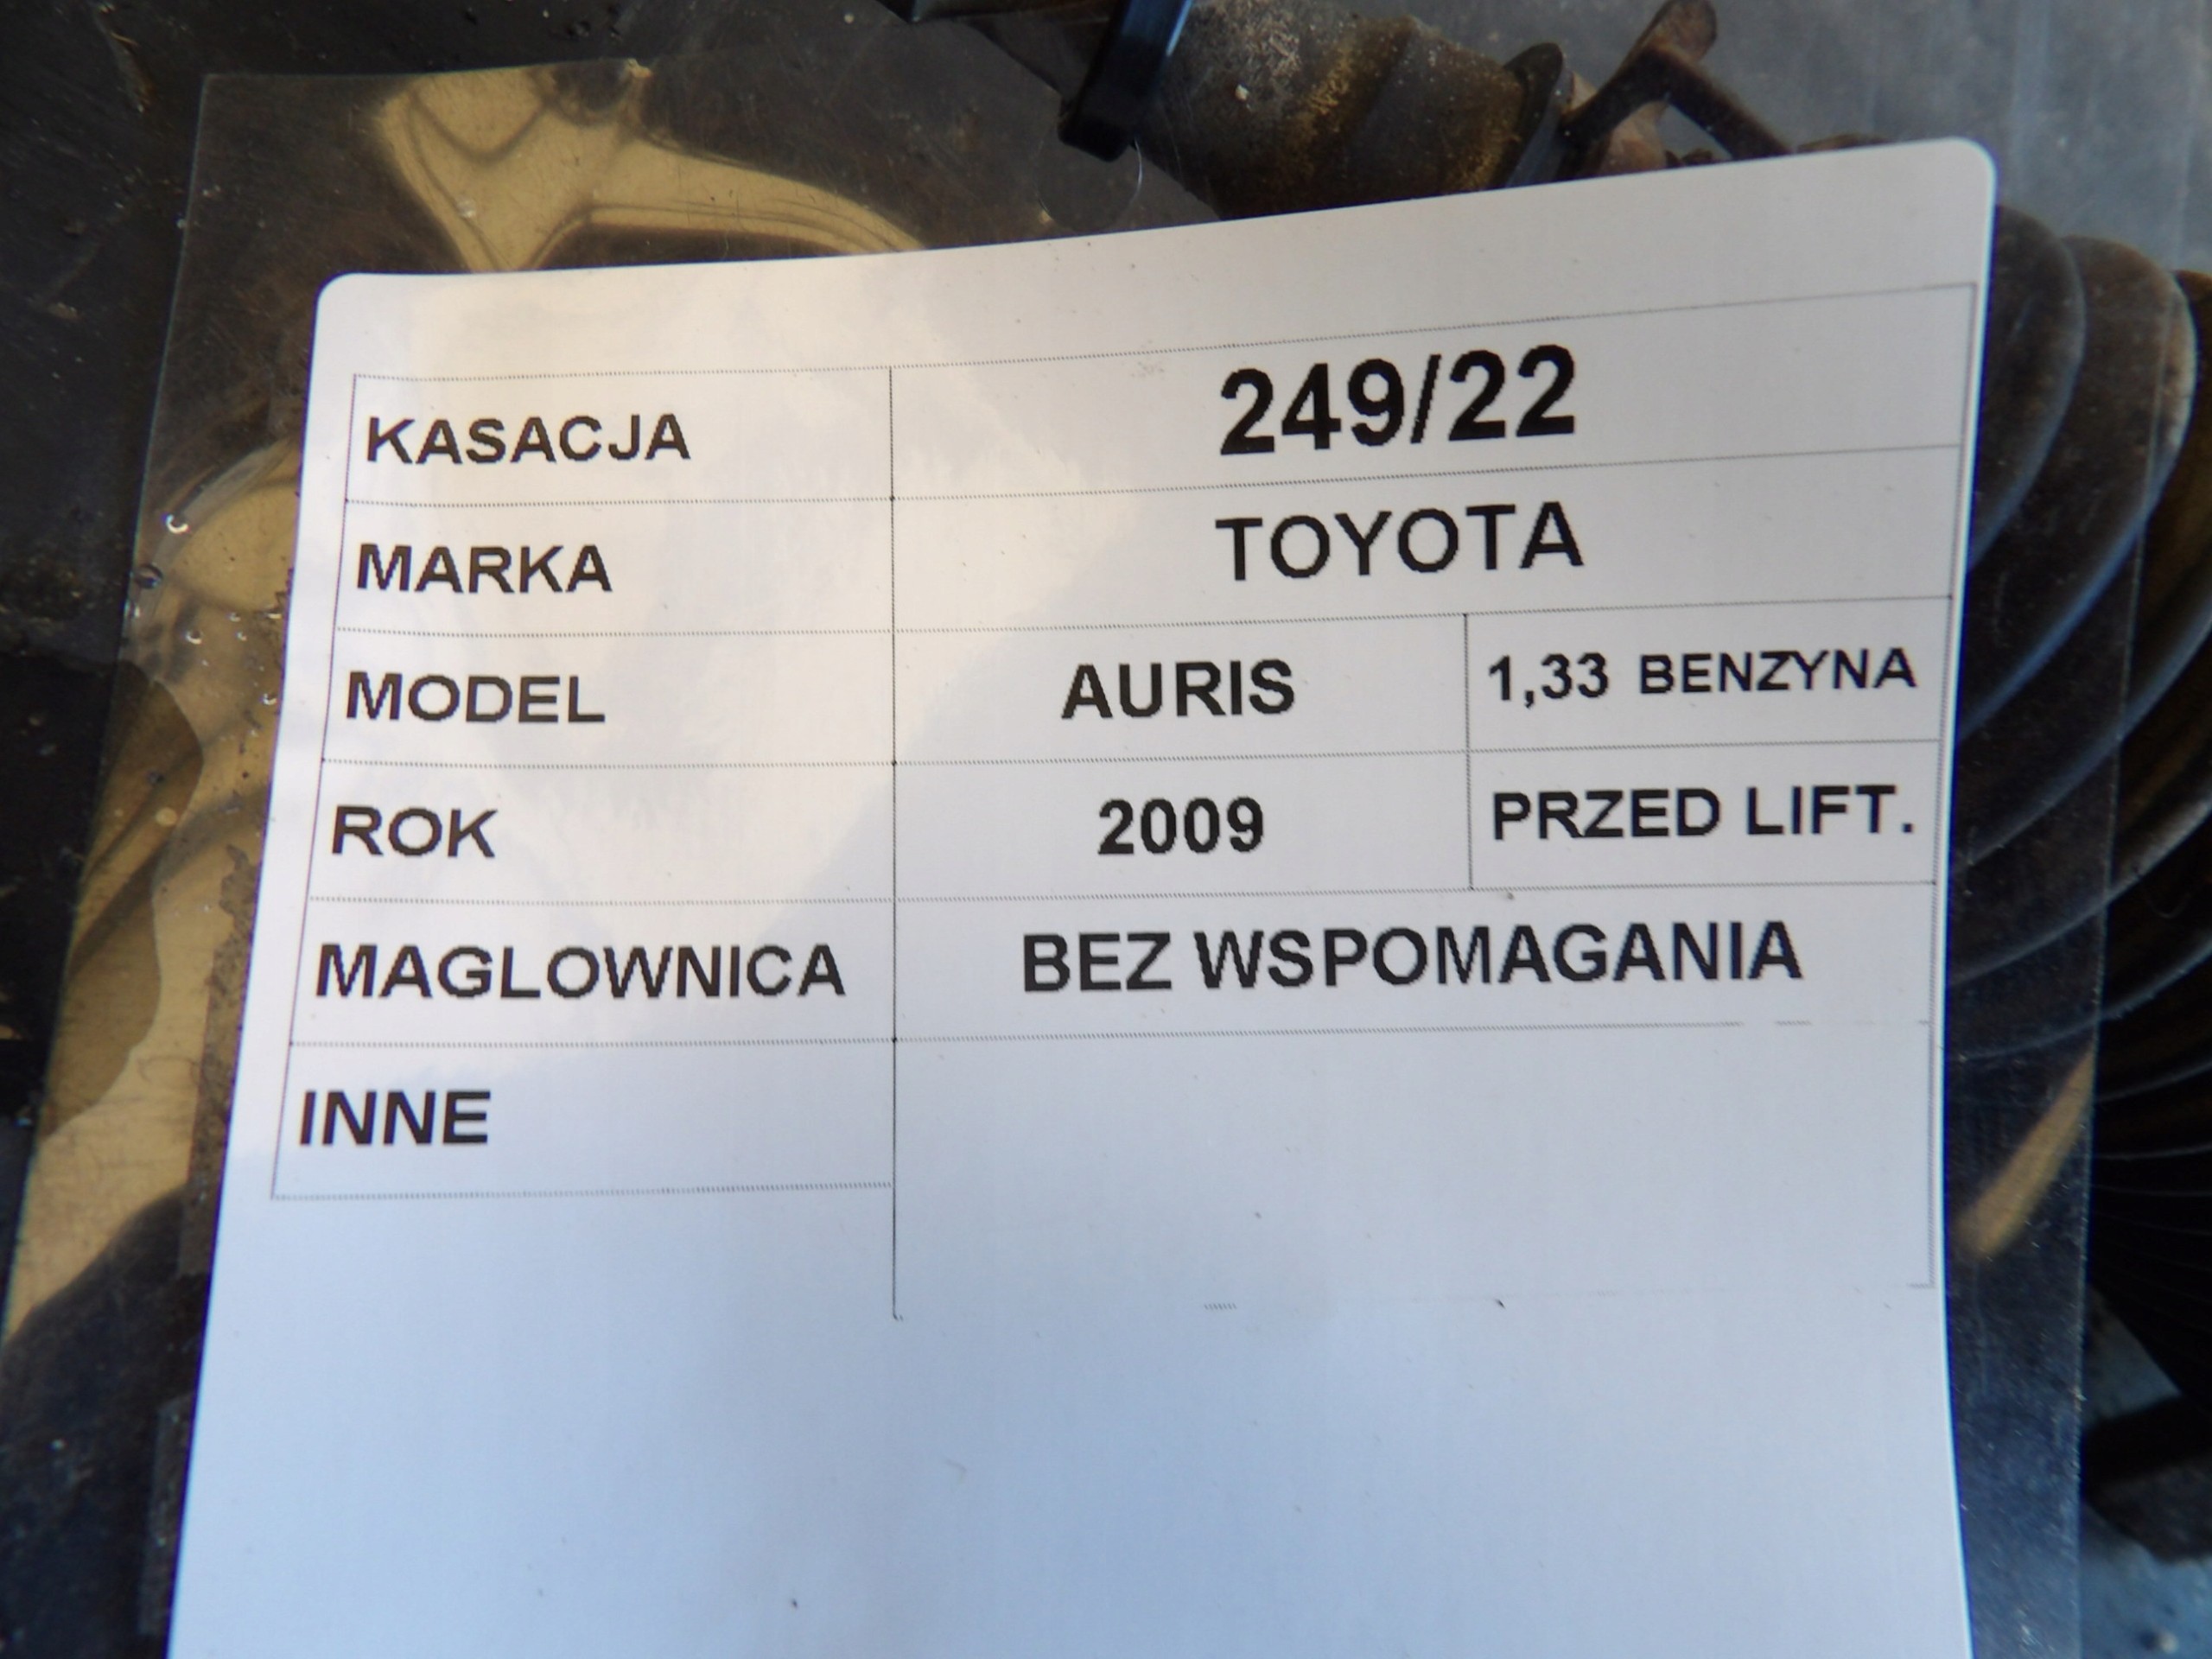 KASACJA 249/22
MARKA TOYOTA
MODEL AURIS 1,33 BENZYNA
ROK 2009 PRZED LIFT.
MAGLOWNICA BEZ WSPOMAGANIA
INNE